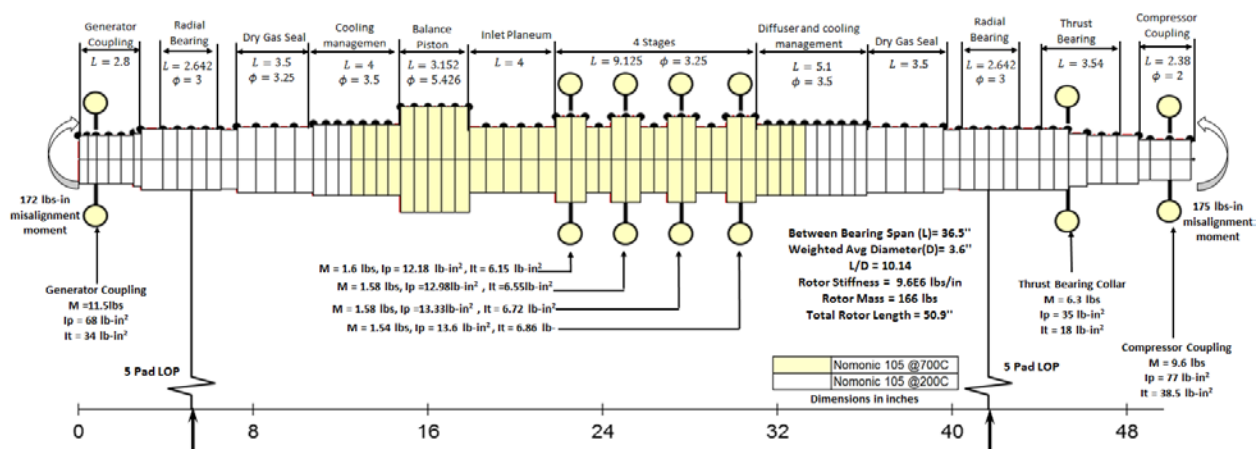 Generator
Coupling
L = 2.8
Radial
Bearing
L = 2.642
ϕ = 3
Dry Gas Seal
L = 3.5
ϕ = 3.25
Cooling
managemen
L = 4
ϕ = 3.5
Balance
Piston
L = 3.152
ϕ = 5.426
Inlet Planeum
L = 4
4 Stages
L = 9.125 ϕ = 3.25
Diffuser and cooling
management
L = 5.1
ϕ = 3.5
Dry Gas Seal
L = 3.5
Radial
Bearing
L = 2.642
ϕ = 3
Thrust
Bearing
L = 3.54
Compressor
Coupling
L = 2.38
ϕ = 2
172 lbs-in
misalignment
moment
175 lbs-in
misalignment
moment
Generator Coupling
M =11.5lbs
Ip = 68 lb-in²
It = 34 lb-in²
M = 1.6 lbs, Ip = 12.18 lb-in² , It = 6.15 lb-in²
M = 1.58 lbs, Ip =12.98lb-in² , It =6.55lb-in²
M = 1.58lbs, Ip =13.33lb-in² , It = 6.72 lb-in²
M = 1.54 lbs, Ip = 13.6 lb-in², It = 6.86 lb-
Between Bearing Span (L)= 36.5''
Weighted Avg Diameter(D)= 3.6''
L/D = 10.14
Rotor Stiffness = 9.6E6 lbs/in
Rotor Mass = 166 lbs
Total Rotor Length = 50.9''
Thrust Bearing Collar
M = 6.3 lbs
Ip = 35 lb-in²
It = 18 lb-in²
Compressor Coupling
M = 9.6 lbs
Ip = 77 lb-in²
It = 38.5 lb-in²
5 Pad LOP
5 Pad LOP
Nomonic 105 @700C
Nomonic 105 @200C
Dimensions in inches
0 8 16 24 32 40 48